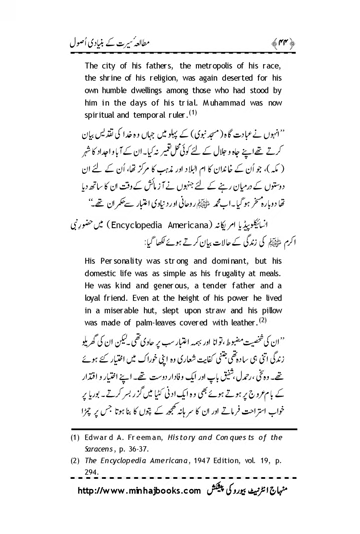 ﴿۴۴﴾ مطالعہ سیرت کے بنیادی اُصول
The city of his fathers, the metropolis of his race,
the shrine of his religion, was again deserted for his
own humble dwellings among those who had stood by
him in the days of his trial. Muhammad was now
spiritual and temporal ruler.(1)
’’انہوں نے عبادت گاہ (مسجد نبوی) کے پہلو میں جہاں وہ خدا کی تقدیس بیان
کرتے تھے اپنے جاہ و جلال کے لئے کوئی محل تعمیر نہ کیا۔ ان کے آبا و اجداد کا شہر
(مکہ)، جو اُن کے خاندان کا ام البلاد اور مذہب کا مرکز تھا، اُن کے لئے ان
دوستوں کے درمیان رہنے کے لئے جنہوں نے آزمائش کے وقت ان کا ساتھ دیا
تھا دوبارہ مسخر ہو گیا۔ اب محمد ﷺ روحانی اور دنیاوی اعتبار سے حکمران تھے۔‘‘
انسائیکلوپیڈیا امریکانہ (Encyclopedia Americana) میں حضور نبی
اکرم ﷺ کی زندگی کے حالات بیان کرتے ہوئے لکھا گیا:
His Personality was strong and dominant, but his
domestic life was as simple as his frugality at meals.
He was kind and generous, a tender father and a
loyal friend. Even at the height of his power he lived
in a miserable hut, slept upon straw and his pillow
was made of palm-leaves covered with leather.(2)
’’ان کی شخصیت مضبوط، توانا اور ہمہ اعتبار سب پر حاوی تھی۔ لیکن ان کی گھریلو
زندگی اتنی ہی سادہ تھی جتنی کفایت شعاری وہ اپنی خوراک میں اختیار کئے ہوئے
تھے۔ وہ سخی، رحمدل، شفیق باپ اور ایک وفادار دوست تھے۔ اپنے اختیار و اقتدار
کے بام عروج پر ہوتے ہوئے بھی وہ ایک ادنی کٹیا میں گزر بسر کرتے۔ بوریا پر
خواب استراحت فرماتے اور ان کا سرہانہ کھجور کے پتوں کا بنا ہوتا جس پر چمڑا
(1) Edward A. Freeman, History and Conquests of the
Saracens, p. 36-37.
(2) The Encyclopedia Americana, 1947 Edition, vol. 19, p.
294.
منہاج انٹرنیٹ بیورو کی پیشکش http://www.minhajbooks.com